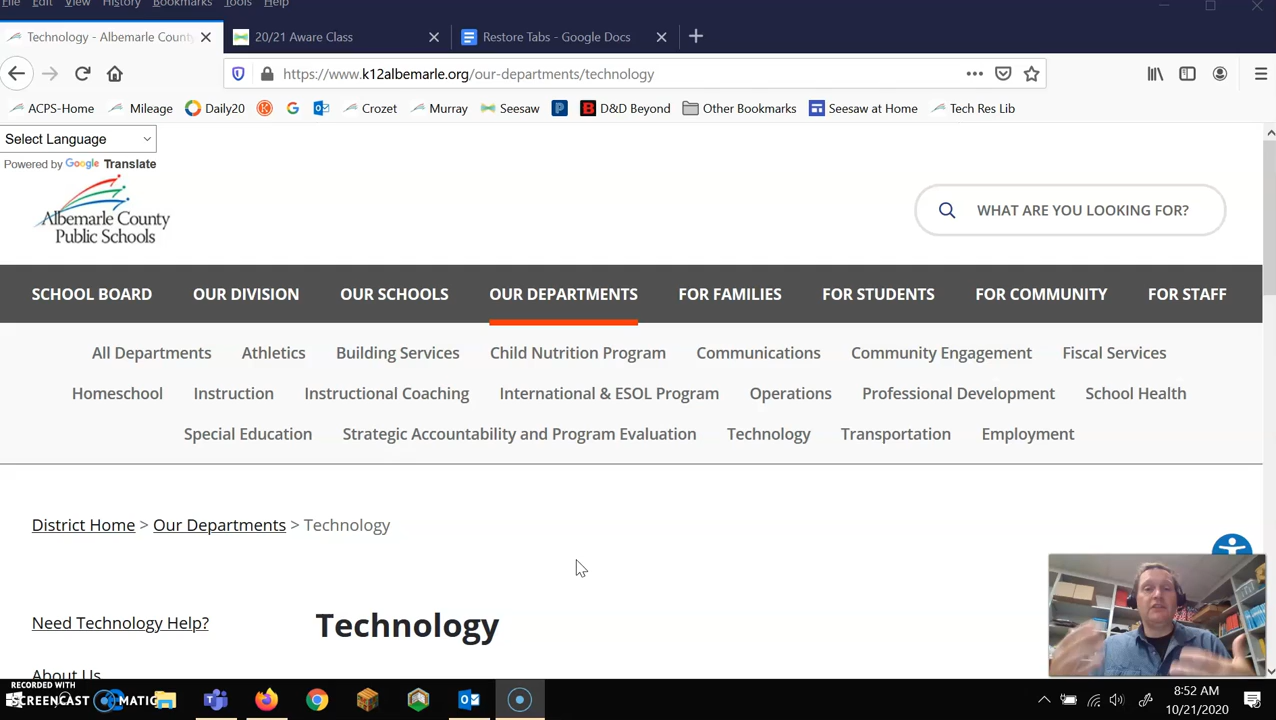 File Edit View History Bookmarks Tools Help
Technology - Albemarle County 20/21 Aware Class Restore Tabs - Google Docs
https://www.k12albemarle.org/our-departments/technology
ACPS-Home Mileage Daily20 Crozet Murray Seesaw D&D Beyond Other Bookmarks Seesaw at Home Tech Res Lib
Select Language
Powered by Google Translate
Albemarle County
Public Schools
WHAT ARE YOU LOOKING FOR?
SCHOOL BOARD OUR DIVISION OUR SCHOOLS OUR DEPARTMENTS FOR FAMILIES FOR STUDENTS FOR COMMUNITY FOR STAFF
All Departments Athletics Building Services Child Nutrition Program Communications Community Engagement Fiscal Services
Homeschool Instruction Instructional Coaching International & ESOL Program Operations Professional Development School Health
Special Education Strategic Accountability and Program Evaluation Technology Transportation Employment
District Home > Our Departments > Technology
Need Technology Help?
Technology
About Us
RECORDED WITH
SCREENCAST MATIC
8:52 AM
10/21/2020